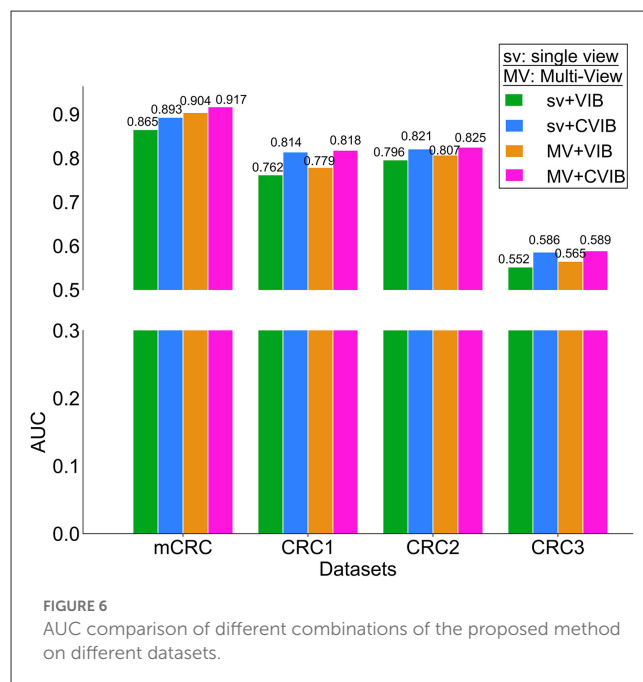 sv: single view
MV: Multi-View
sv+VIB
sv+CVIB
MV+VIB
MV+CVIB
0.9
0.8
0.7
0.6
0.5
0.3
0.2
0.1
0.0
AUC
0.865
0.893
0.904
0.917
0.762
0.814
0.779
0.818
0.796
0.821
0.807
0.825
0.552
0.586
0.565
0.589
mCRC CRC1 CRC2 CRC3
Datasets
FIGURE 6
AUC comparison of different combinations of the proposed method
on different datasets.